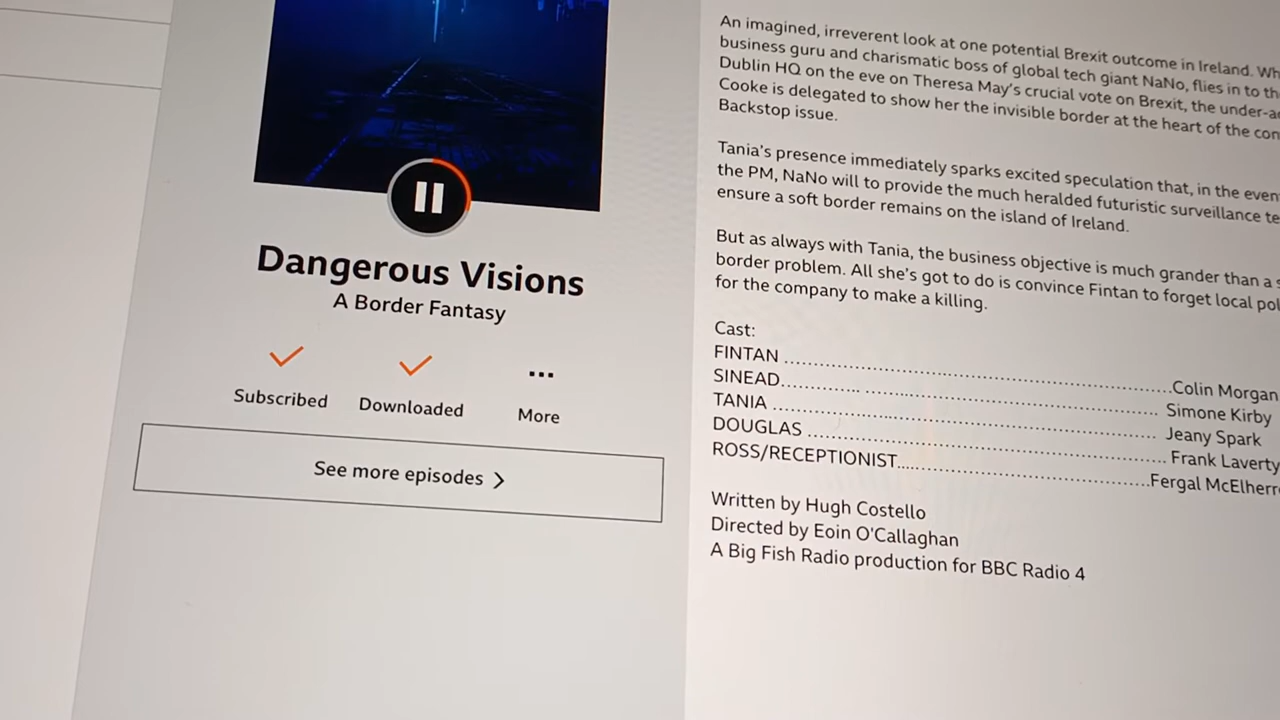 Dangerous Visions
A Border Fantasy
Subscribed
Downloaded
More
See more episodes
An imagined, irreverent look at one potential Brexit outcome in Ireland.
business guru and charismatic boss of global tech giant NaNo, flies in to
Dublin HQ on the eve on Theresa May's crucial vote on Brexit, the
Cooke is delegated to show her the invisible border at the heart of the
Backstop issue.
Tania's presence immediately sparks excited speculation that, in the
the PM, NaNo will to provide the much heralded futuristic surveillance
ensure a soft border remains on the island of Ireland.
But as always with Tania, the business objective is much grander than a
border problem. All she's got to do is convince Fintan to forget local
for the company to make a killing.
Cast:
FINTAN ........................................................Colin Morgan
SINEAD............... ............................................. Simone Kirby
TANIA ......................................................... Jeany Spark
DOUGLAS ..................................................... Frank Laverty
ROSS/RECEPTIONIST.............................................Fergal
Written by Hugh Costello
Directed by Eoin O'Callaghan
A Big Fish Radio production for BBC Radio 4